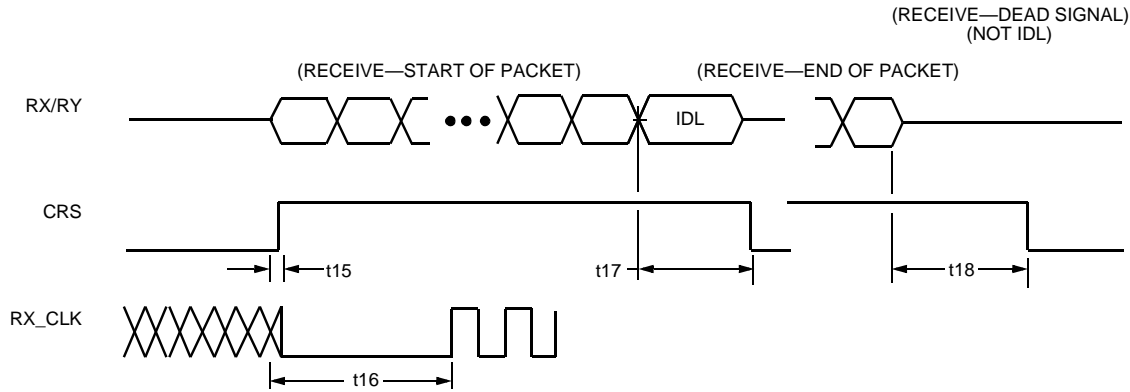 (RECEIVE—DEAD SIGNAL)
(NOT IDL)
(RECEIVE—START OF PACKET)
(RECEIVE—END OF PACKET)
RX/RY
IDL
CRS
t15
t17
t18
RX_CLK
t16